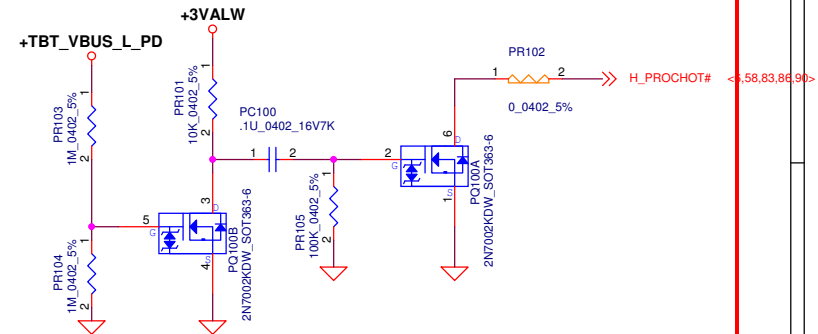 +3VALW
+TBT_VBUS_L_PD
PR102
1
2
H_PROCHOT#
0_0402_5%
PR101
10K_0402_5%
1
2
PC100
.1U_0402_16V7K
1
2
PR103
1M_0402_5%
1
2
2
G
6
D
1
S
PQ100A
2N7002KDW_SOT363-6
PR105
100K_0402_5%
1
2
5
G
3
D
4
S
PQ100B
2N7002KDW_SOT363-6
PR104
1M_0402_5%
1
2